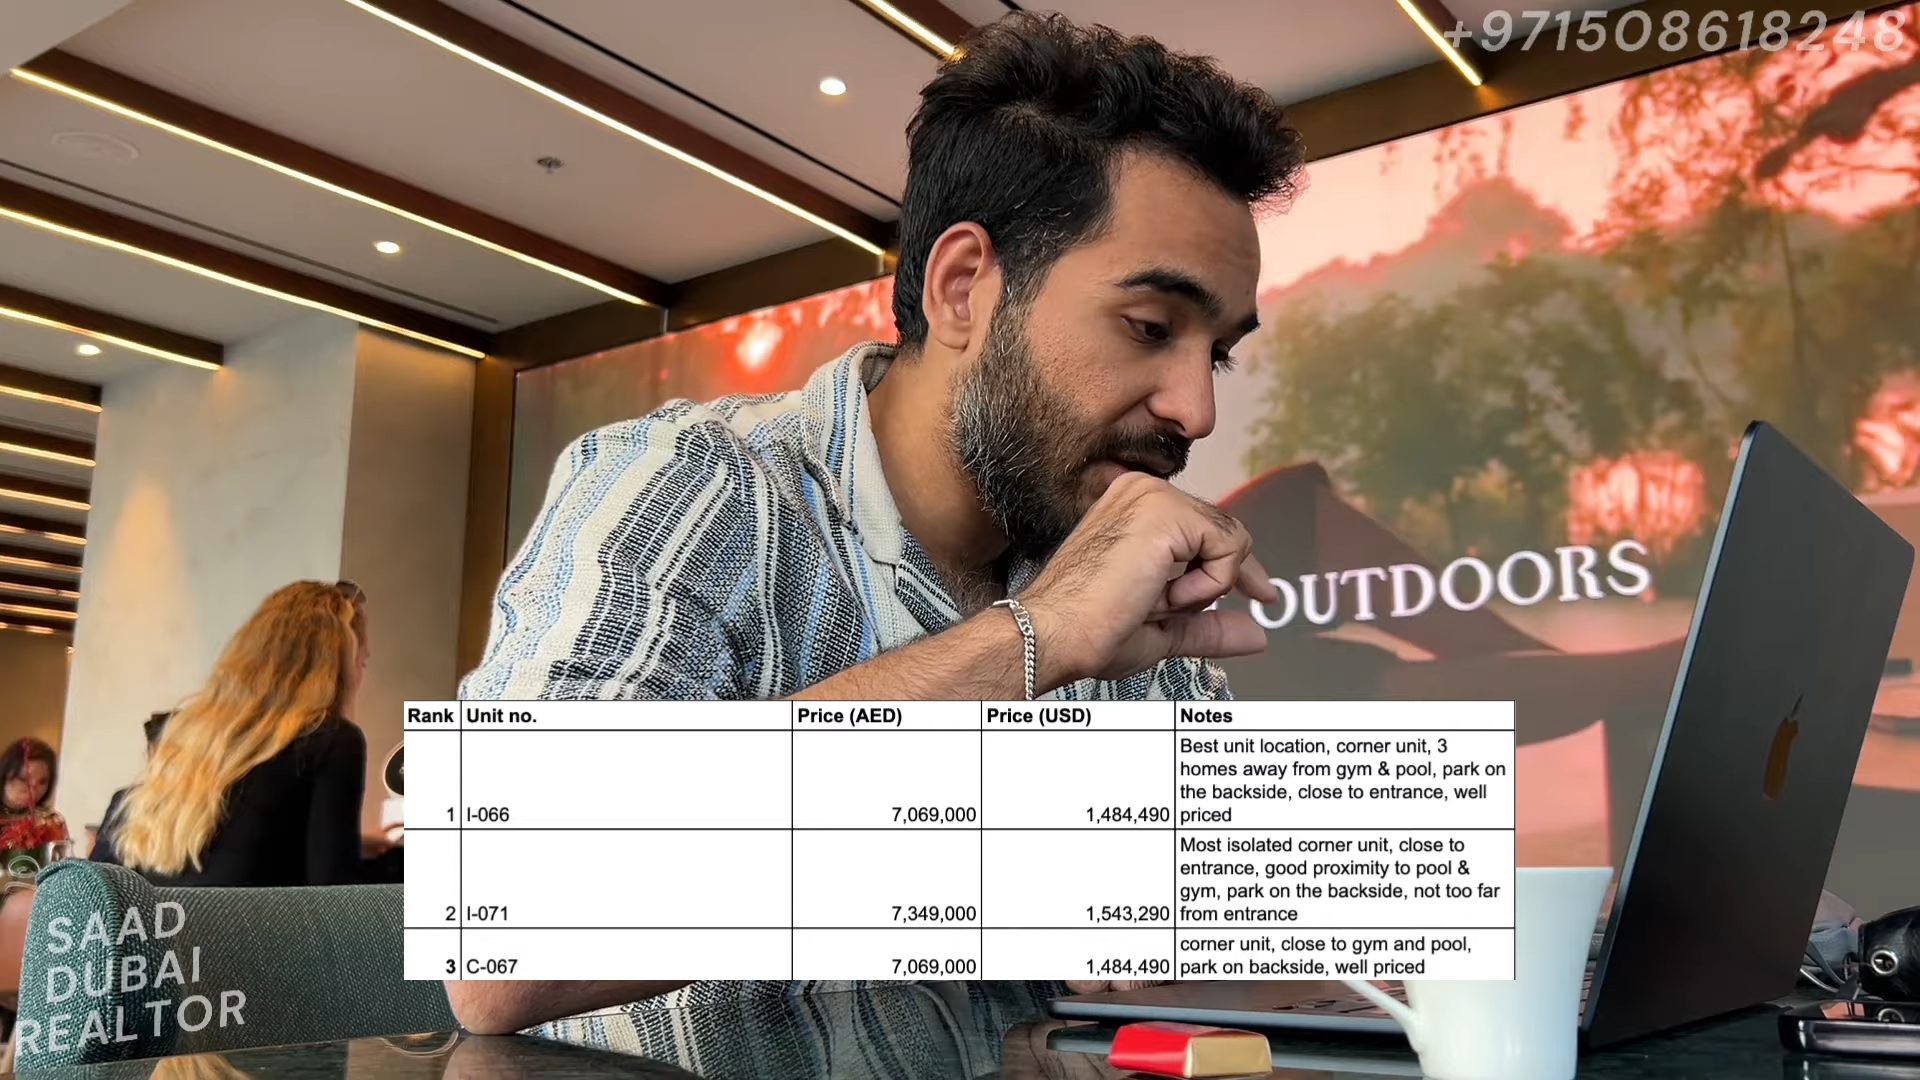 +971508618248
OUTDOORS
Rank Unit no. Price (AED) Price (USD) Notes
1 I-066 7,069,000 1,484,490 Best unit location, corner unit, 3
homes away from gym & pool, park on
the backside, close to entrance, well
priced
2 I-071 7,349,000 1,543,290 Most isolated corner unit, close to
entrance, good proximity to pool &
gym, park on the backside, not too far
from entrance
3 C-067 7,069,000 1,484,490 corner unit, close to gym and pool,
park on backside, well priced
SAAD
DUBAI
REALTOR